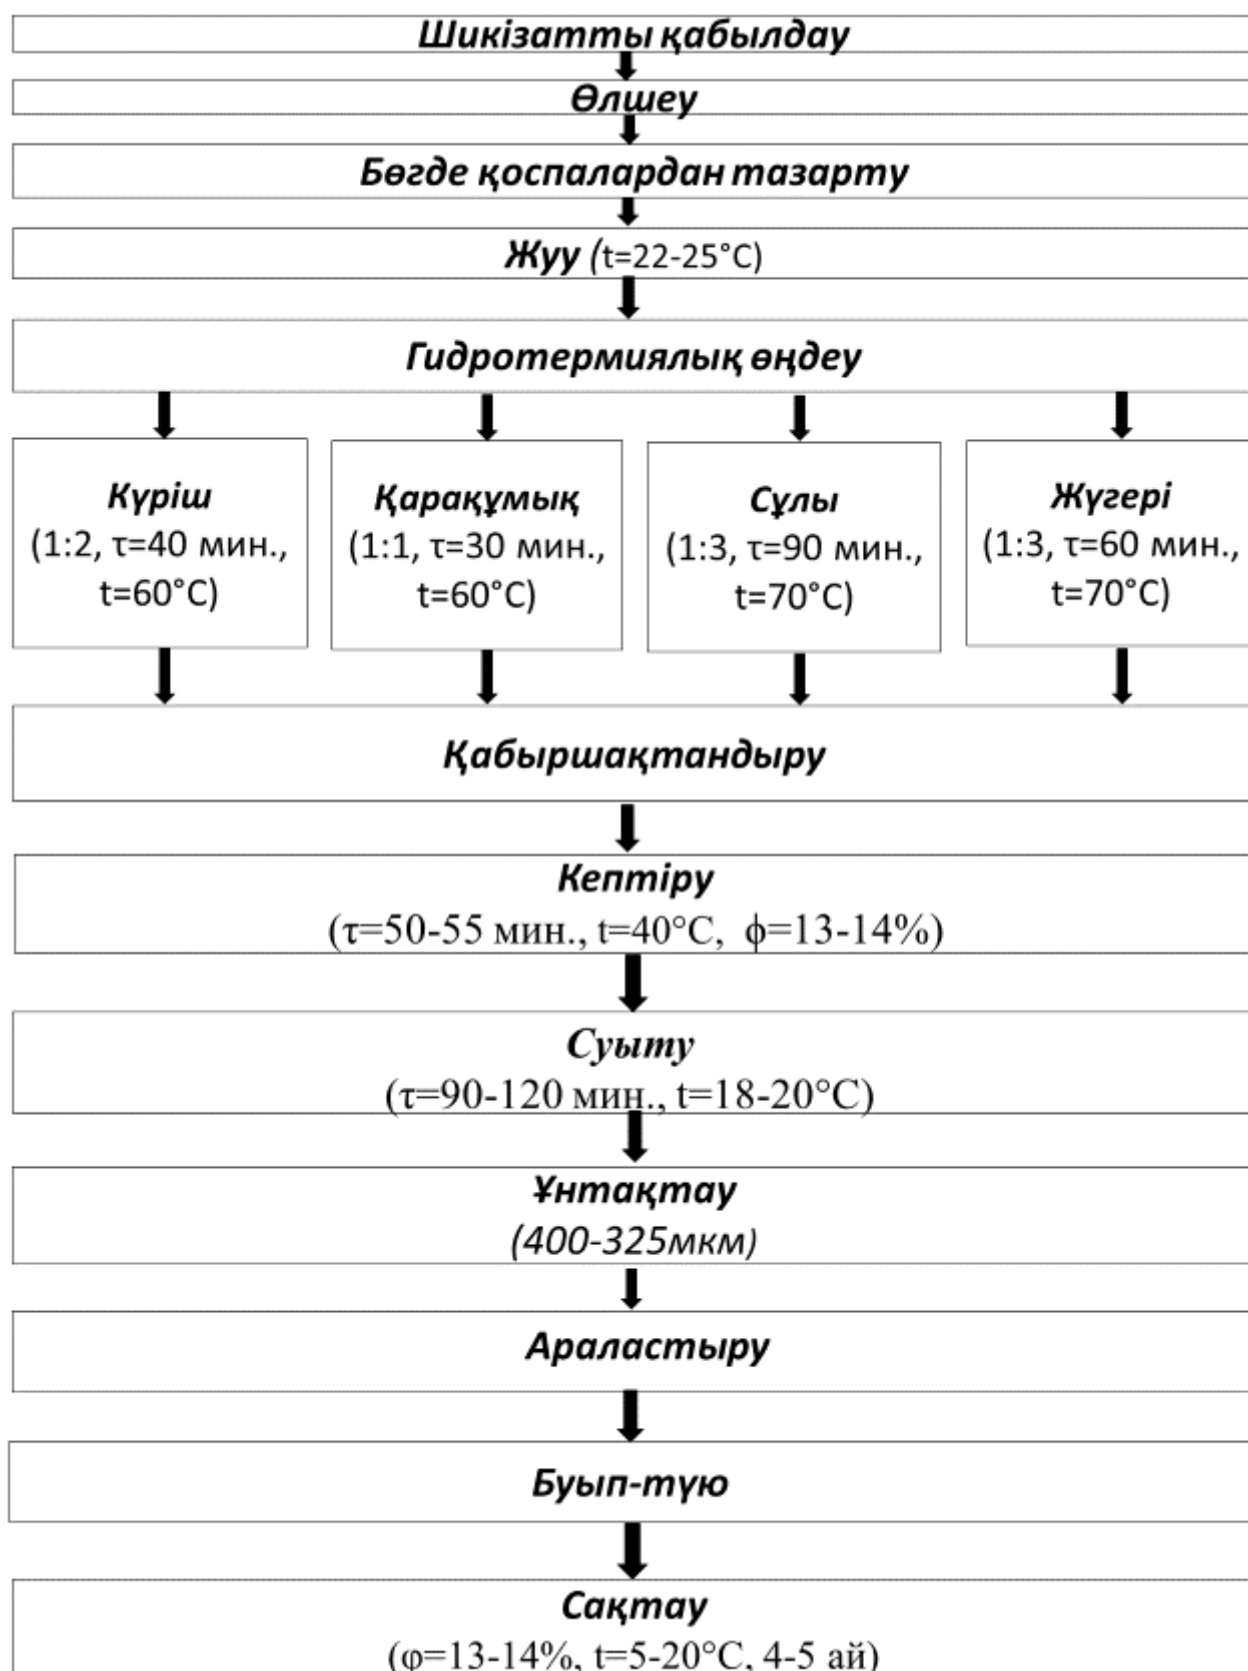 Шикізатты қабылдау
Өлшеу
Бөгде қоспалардан тазарту
Жуу (t=22-25°C)
Гидротермиялық өңдеу
Күріш
(1:2, τ=40 мин.,
t=60°C)
Қарақұмық
(1:1, τ=30 мин.,
t=60°C)
Сұлы
(1:3, τ=90 мин.,
t=70°C)
Жүгері
(1:3, τ=60 мин.,
t=70°C)
Қабыршақтандыру
Кептіру
(τ=50-55 мин., t=40°C, ϕ=13-14%)
Суыту
(τ=90-120 мин., t=18-20°C)
Ұнтақтау
(400-325мкм)
Араластыру
Буып-түю
Сақтау
(φ=13-14%, t=5-20°C, 4-5 ай)